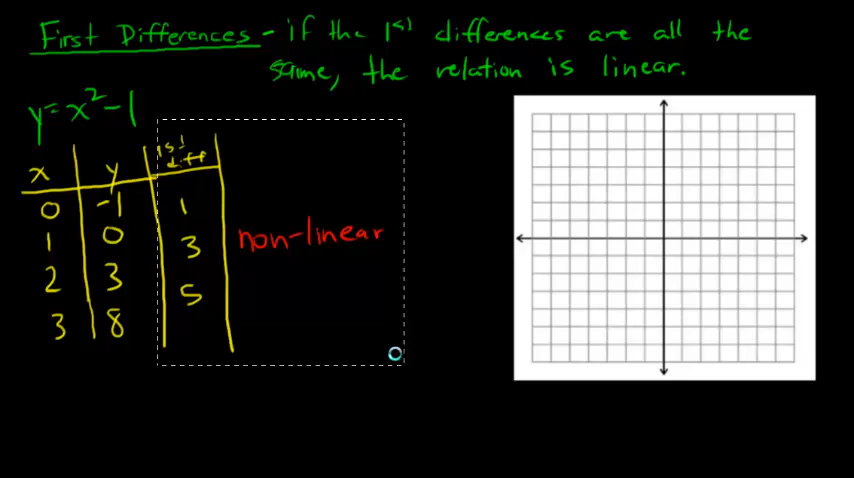 First Differences - if the 1st differences are all the
same, the relation is linear.
y=x²-1
x y 1st diff
0 -1 1
1 0 3
2 3 5
3 8
non-linear